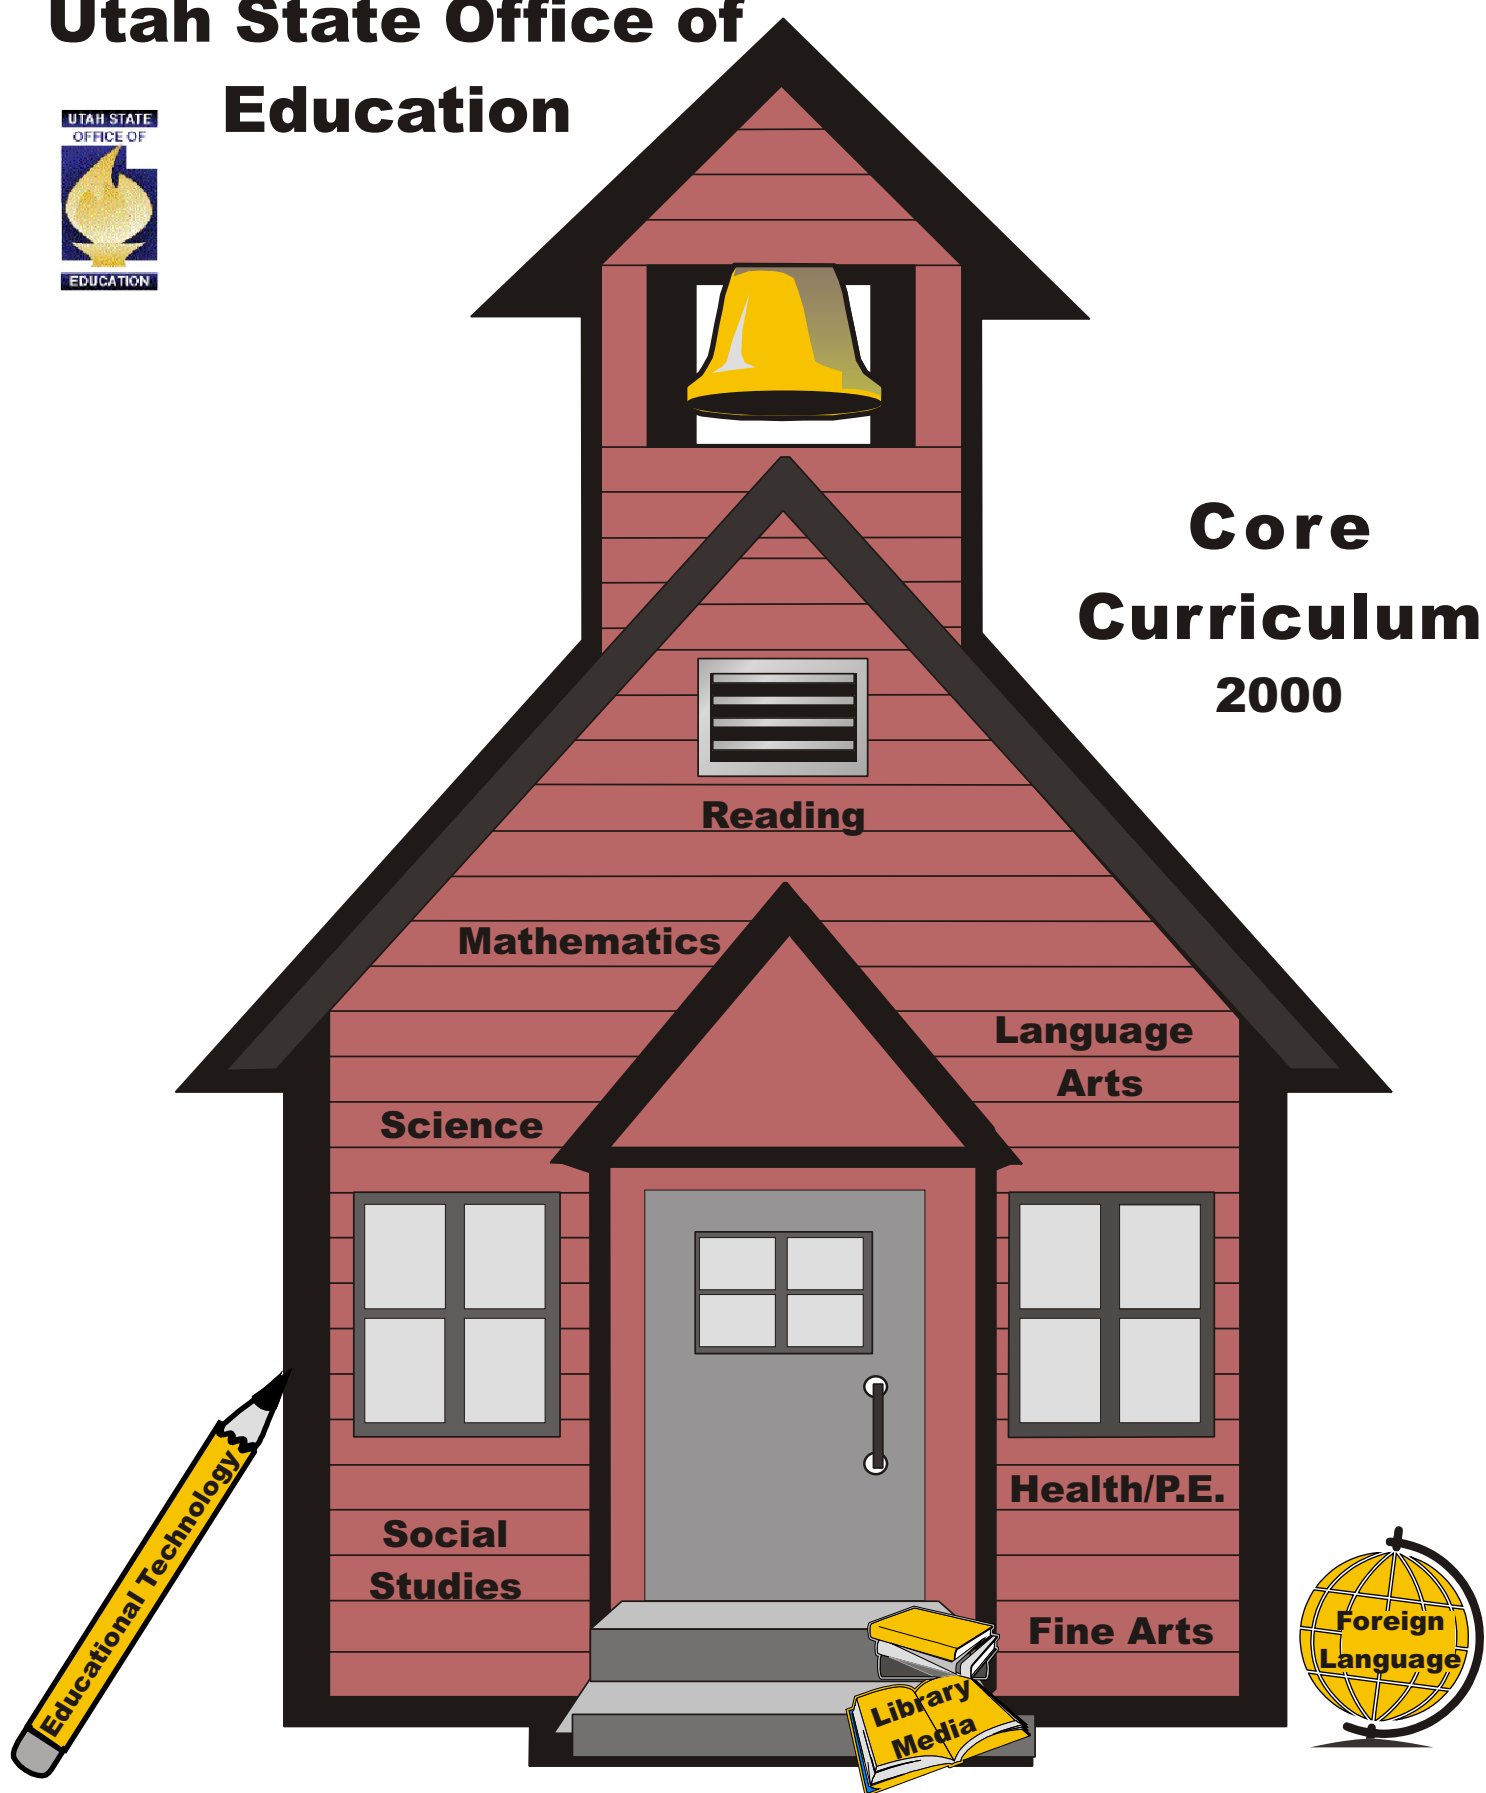 Utah State Office of
Education
UTAH STATE
OFFICE OF
EDUCATION
Core
Curriculum
2000
Reading
Mathematics
Language
Arts
Science
Health/P.E.
Social
Studies
Fine Arts
Educational Technology
Library
Media
Foreign
Language